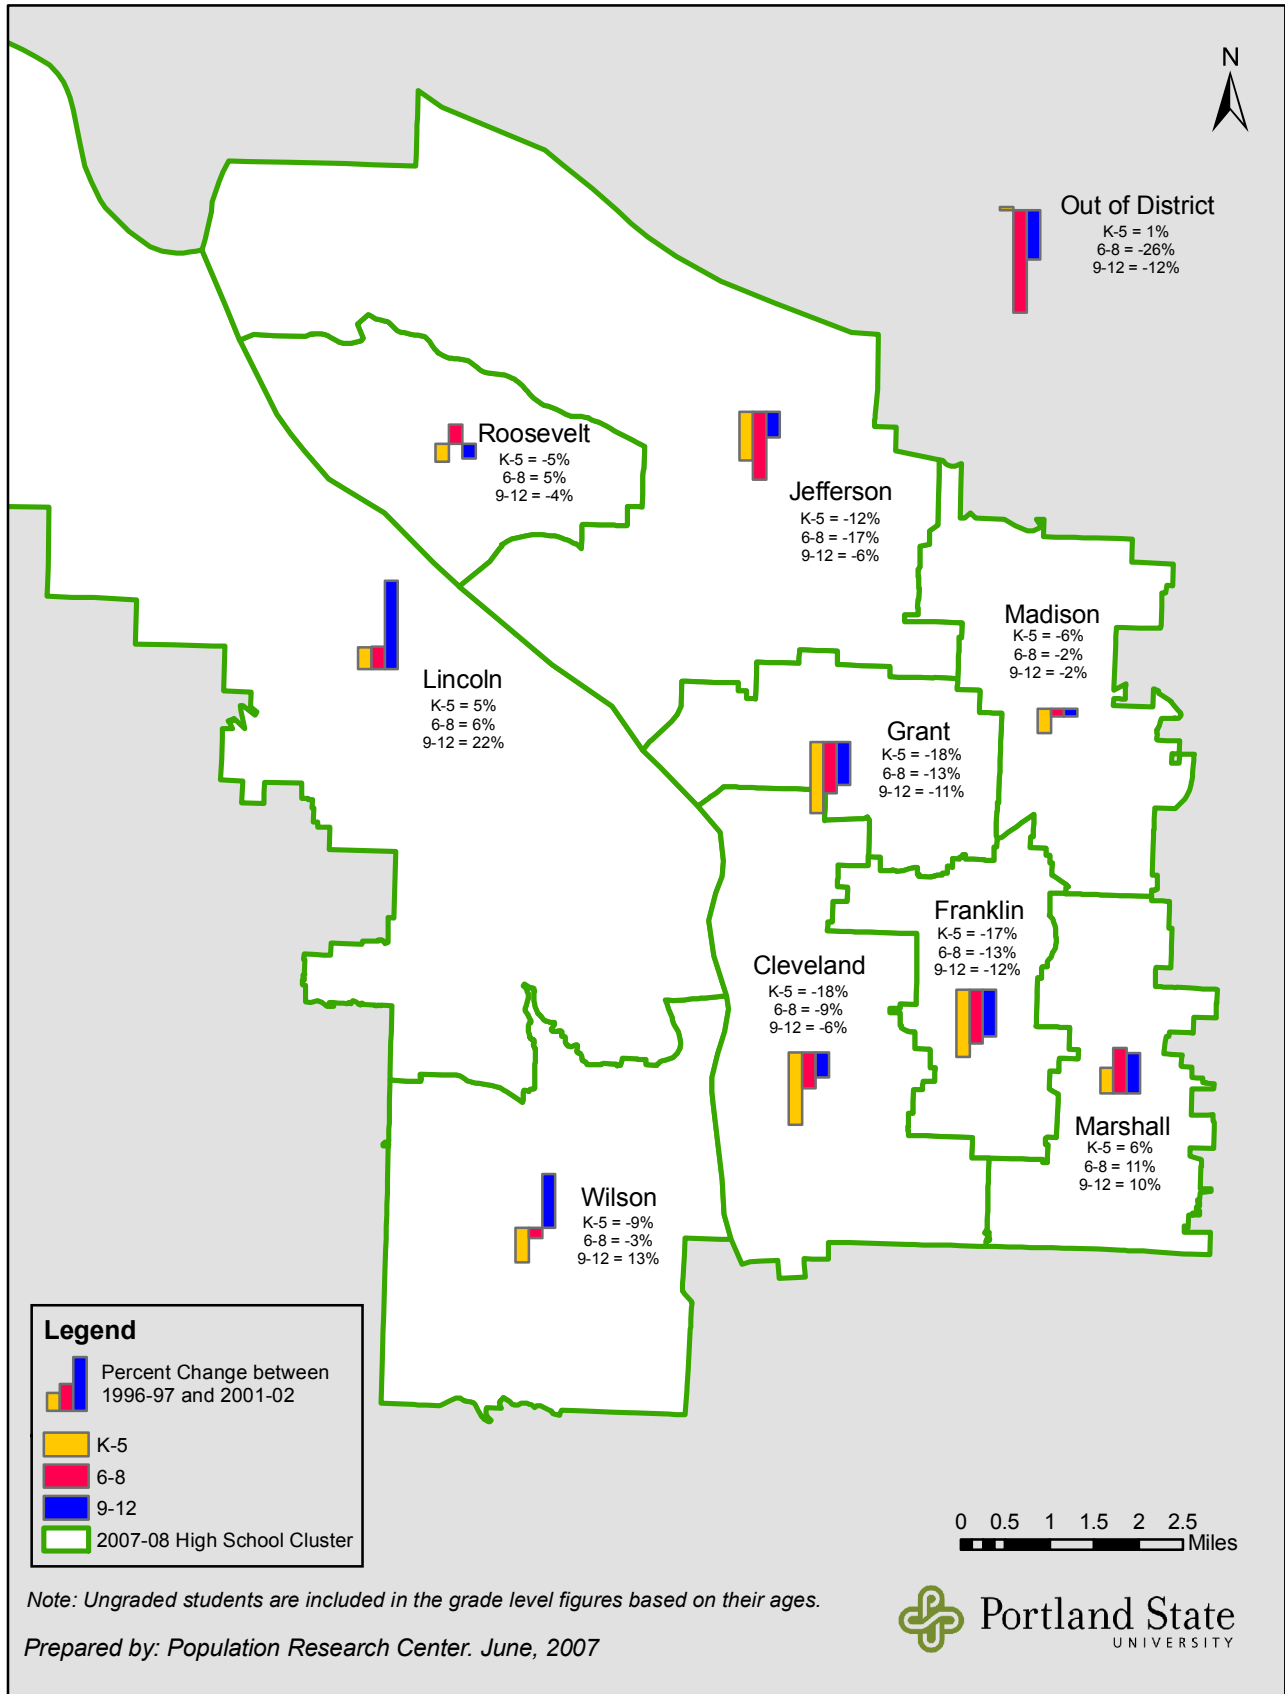 N
Out of District
K-5 = 1%
6-8 = -26%
9-12 = -12%
Roosevelt
K-5 = -5%
6-8 = 5%
9-12 = -4%
Jefferson
K-5 = -12%
6-8 = -17%
9-12 = -6%
Madison
K-5 = -6%
6-8 = -2%
9-12 = -2%
Lincoln
K-5 = 5%
6-8 = 6%
9-12 = 22%
Grant
K-5 = -18%
6-8 = -13%
9-12 = -11%
Franklin
K-5 = -17%
6-8 = -13%
9-12 = -12%
Cleveland
K-5 = -18%
6-8 = -9%
9-12 = -6%
Marshall
K-5 = 6%
6-8 = 11%
9-12 = 10%
Wilson
K-5 = -9%
6-8 = -3%
9-12 = 13%
Legend
Percent Change between
1996-97 and 2001-02
K-5
6-8
9-12
2007-08 High School Cluster
0 0.5 1 1.5 2 2.5
Miles
Note: Ungraded students are included in the grade level figures based on their ages.
Prepared by: Population Research Center. June, 2007
Portland State
UNIVERSITY